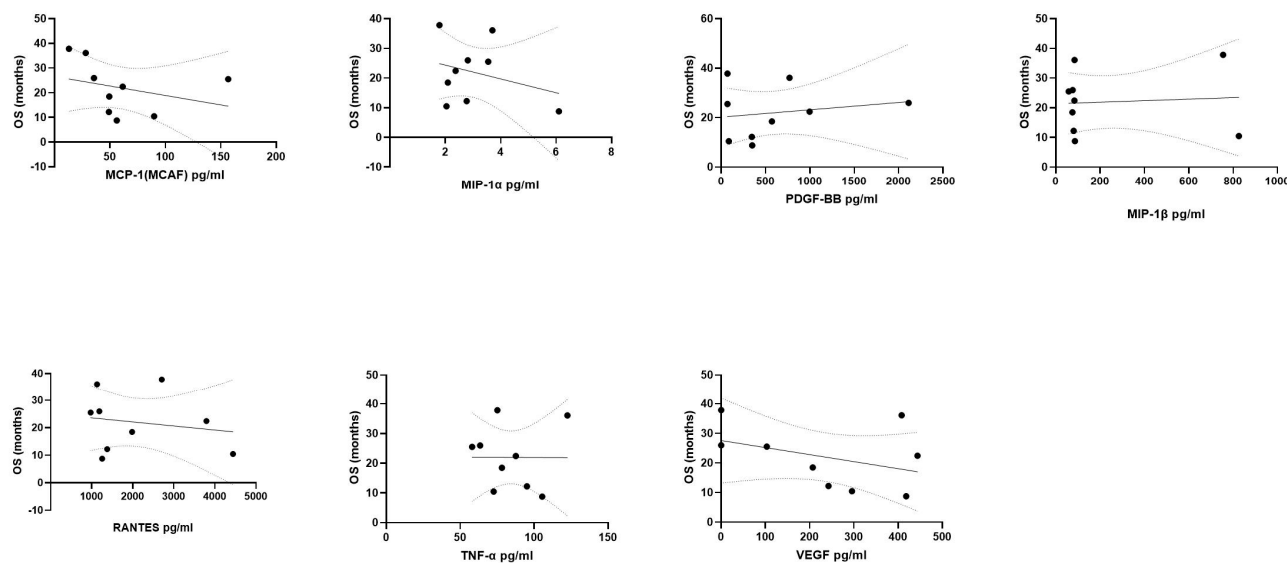 50
40
30
20
10
0
-10
OS (months)
50 100 150 200
MCP-1(MCAF) pg/ml
40
30
20
10
0
-10
OS (months)
2 4 6 8
MIP-1α pg/ml
60
40
20
0
OS (months)
0 500 1000 1500 2000 2500
PDGF-BB pg/ml
50
40
30
20
10
0
OS (months)
0 200 400 600 800 1000
MIP-1β pg/ml
40
30
20
10
0
-10
OS (months)
1000 2000 3000 4000 5000
RANTES pg/ml
50
40
30
20
10
0
OS (months)
0 50 100 150
TNF-α pg/ml
50
40
30
20
10
0
OS (months)
0 100 200 300 400 500
VEGF pg/ml